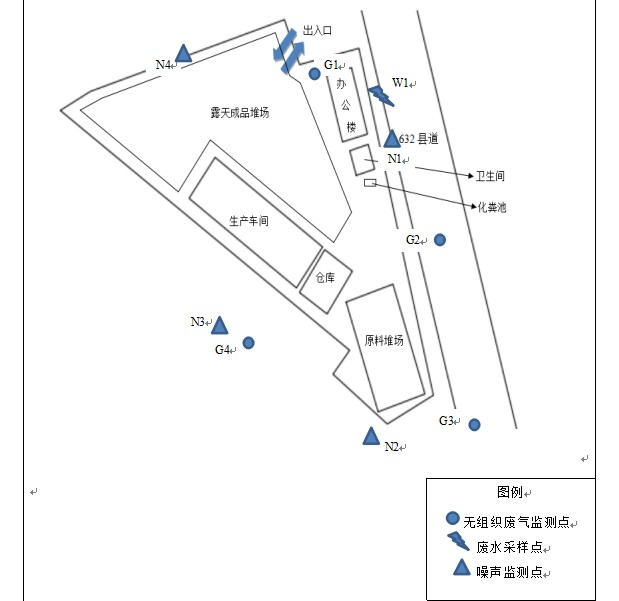 出入口
N4
G1
办公楼
W1
露天成品堆场
632 县道
N1
卫生间
化粪池
生产车间
G2
仓库
N3
G4
原料堆场
G3
N2
图例
无组织废气监测点
废水采样点
噪声监测点